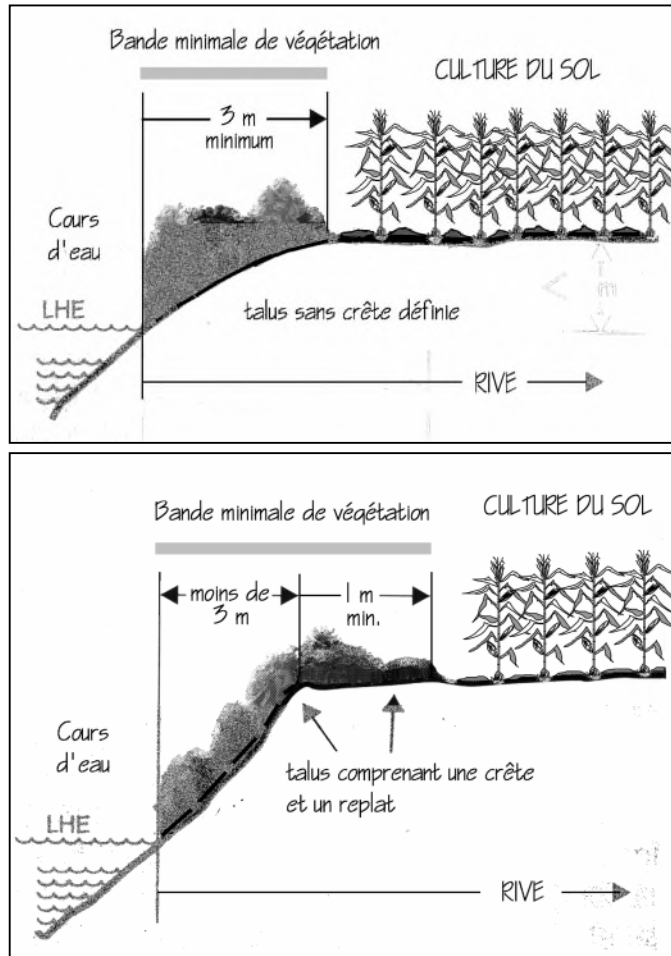 Bande minimale de végétation
CULTURE DU SOL
3 m
minimum
Cours
d'eau
LHE
talus sans crête définie
RIVE
Bande minimale de végétation
CULTURE DU SOL
moins de
3 m
1 m
min.
Cours
d'eau
talus comprenant une crête
et un replat
LHE
RIVE